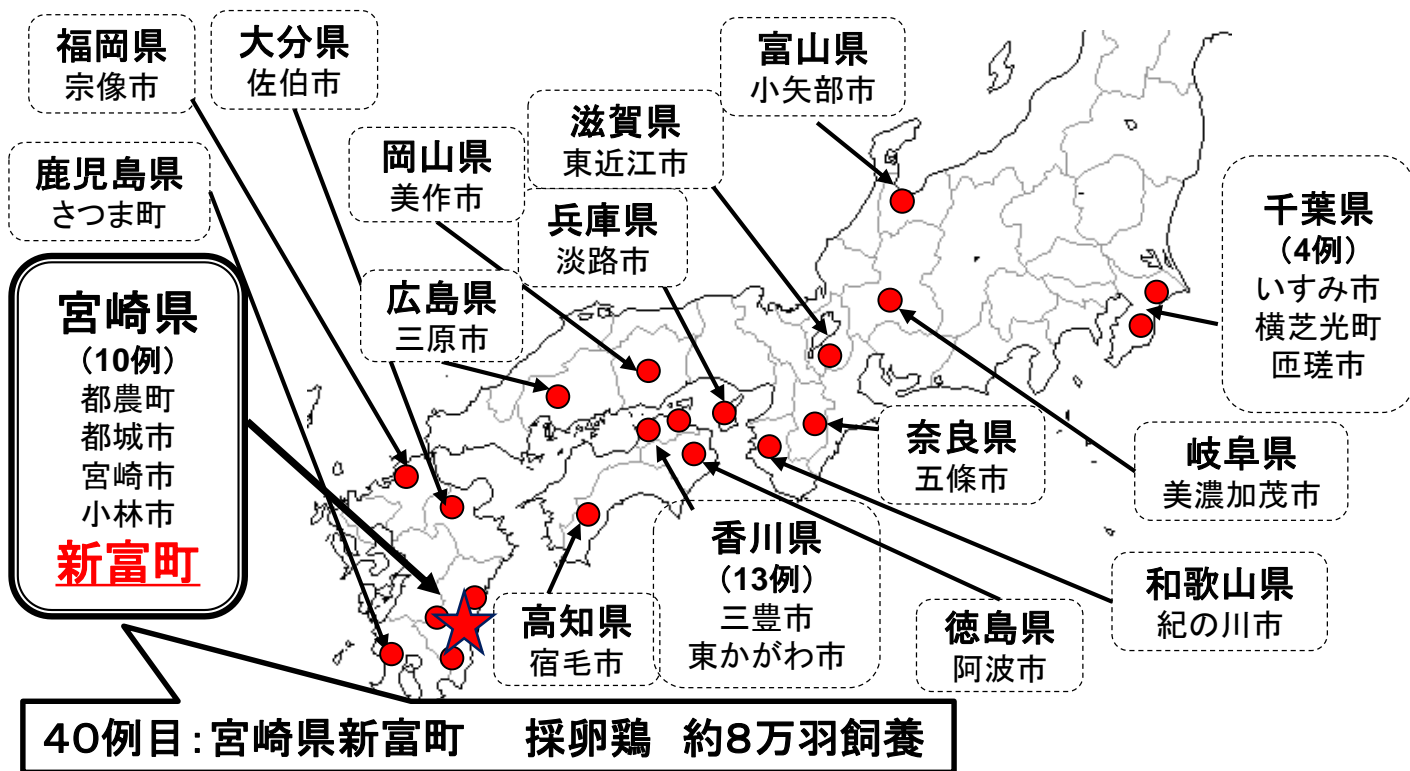 福岡県
宗像市
大分県
佐伯市
富山県
小矢部市
滋賀県
東近江市
岡山県
美作市
鹿児島県
さつま町
兵庫県
淡路市
千葉県
（4例）
いすみ市
横芝光町
匝瑳市
広島県
三原市
宮崎県
（10例）
都農町
都城市
宮崎市
小林市
新富町
奈良県
五條市
岐阜県
美濃加茂市
香川県
（13例）
三豊市
東かがわ市
和歌山県
紀の川市
高知県
宿毛市
徳島県
阿波市
40例目：宮崎県新富町　採卵鶏　約8万羽飼養